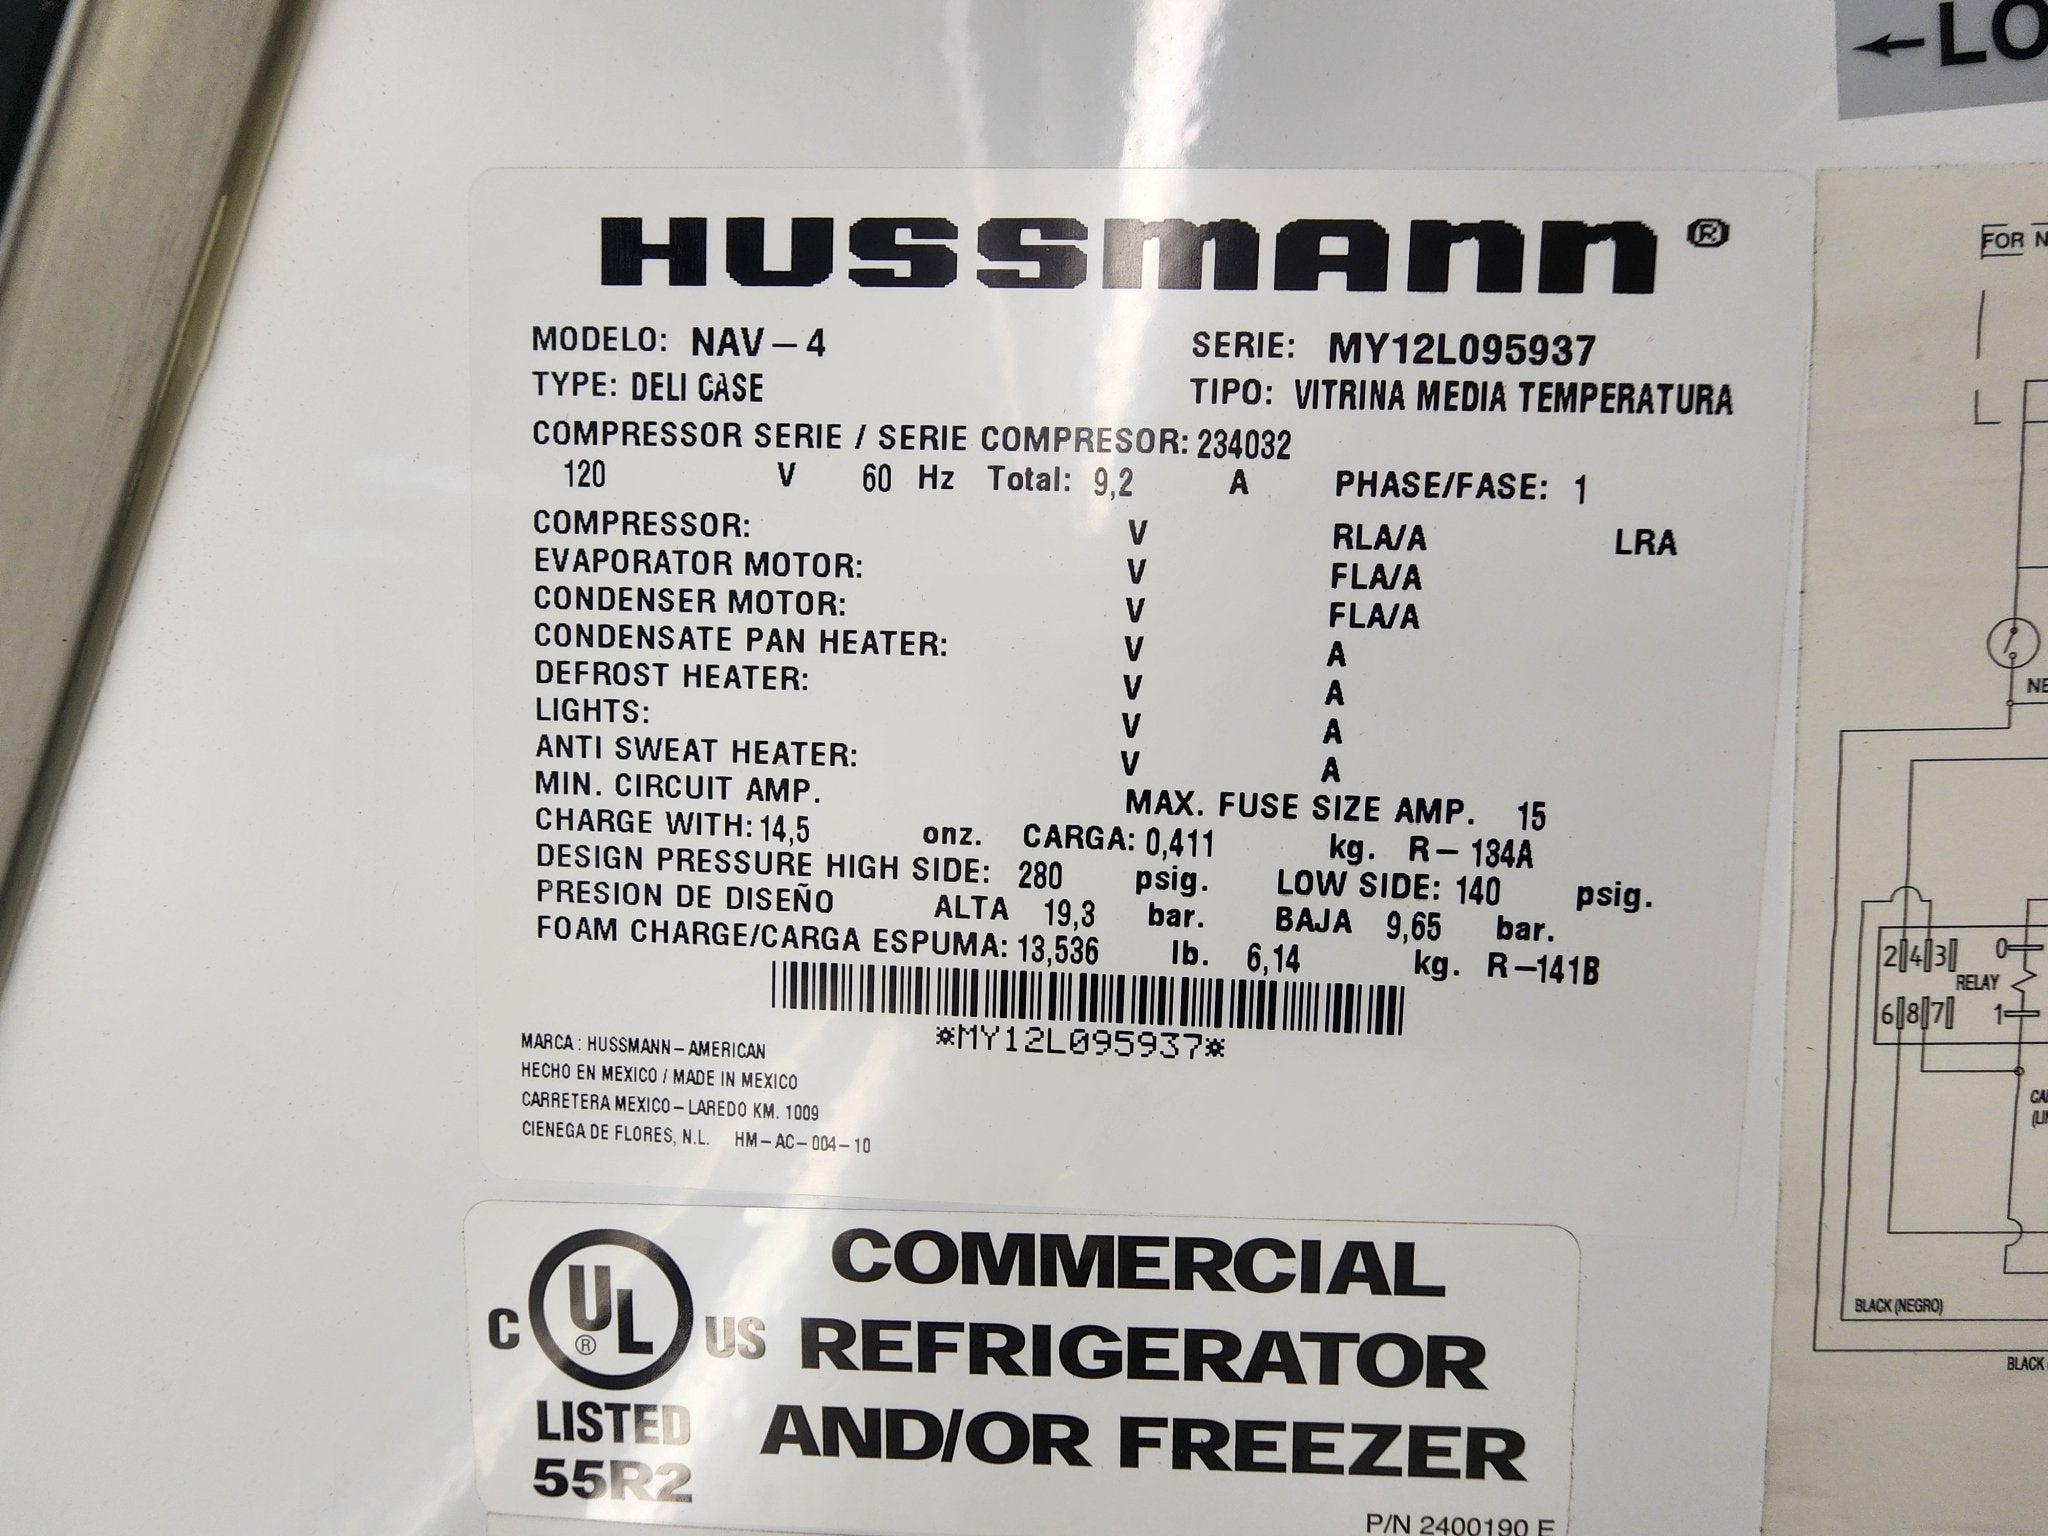 ←LO
HUSSMANN®
MODELO: NAV-4 SERIE: MY12L095937
TYPE: DELI CASE TIPO: VITRINA MEDIA TEMPERATURA
COMPRESSOR SERIE / SERIE COMPRESOR: 234032
120 V 60 Hz Total: 9,2 A PHASE/FASE: 1
COMPRESSOR: V RLA/A LRA
EVAPORATOR MOTOR: V FLA/A
CONDENSER MOTOR: V FLA/A
CONDENSATE PAN HEATER: V A
DEFROST HEATER: V A
LIGHTS: V A
ANTI SWEAT HEATER: V A
MIN. CIRCUIT AMP. MAX. FUSE SIZE AMP. 15
CHARGE WITH: 14,5 onz. CARGA: 0,411 kg. R-134A
DESIGN PRESSURE HIGH SIDE: 280 psig. LOW SIDE: 140 psig.
PRESION DE DISEÑO ALTA 19,3 bar. BAJA 9,65 bar.
FOAM CHARGE/CARGA ESPUMA: 13,536 lb. 6,14 kg. R-141B
*MY12L095937*
MARCA: HUSSMANN-AMERICAN
HECHO EN MEXICO / MADE IN MEXICO
CARRETERA MEXICO-LAREDO KM. 1009
CIENEGA DE FLORES, N.L. HM-AC-004-10
C UL® US
LISTED
55R2
COMMERCIAL
REFRIGERATOR
AND/OR FREEZER
P/N 2400190 E
FOR N
NE
2 4 3 0
RELAY
6 8 7 1
CA
(LI
BLACK (NEGRO)
BLACK